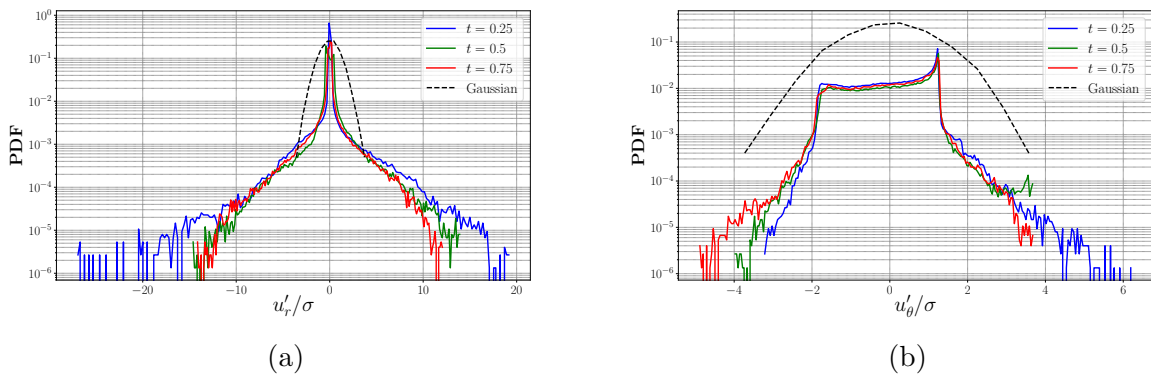 10^0
10^{-1}
10^{-2}
10^{-3}
10^{-4}
10^{-5}
10^{-6}
PDF
−20
−10
0
10
20
u'_r/σ
t = 0.25
t = 0.5
t = 0.75
Gaussian
(a)
10^{-1}
10^{-2}
10^{-3}
10^{-4}
10^{-5}
10^{-6}
PDF
−4
−2
0
2
4
6
u'_θ/σ
t = 0.25
t = 0.5
t = 0.75
Gaussian
(b)